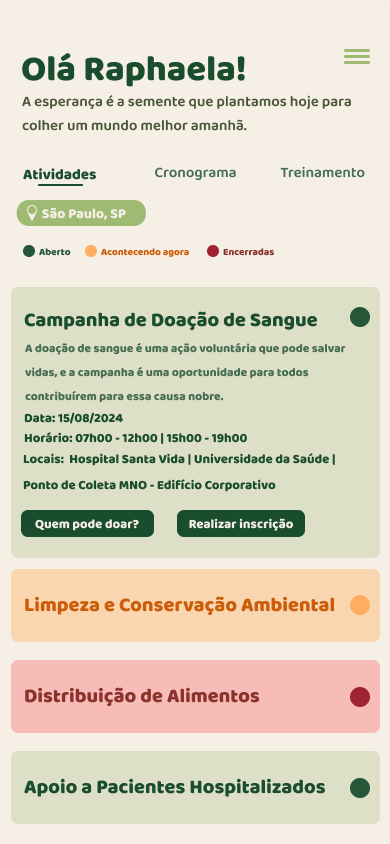 Olá Raphaela!
A esperança é a semente que plantamos hoje para
colher um mundo melhor amanhã.
Atividades Cronograma Treinamento
São Paulo, SP
Aberto Acontecendo agora Encerradas
Campanha de Doação de Sangue
A doação de sangue é uma ação voluntária que pode salvar
vidas, e a campanha é uma oportunidade para todos
contribuírem para essa causa nobre.
Data: 15/08/2024
Horário: 07h00 - 12h00 | 15h00 - 19h00
Locais: Hospital Santa Vida | Universidade da Saúde |
Ponto de Coleta MNO - Edifício Corporativo
Quem pode doar? Realizar inscrição
Limpeza e Conservação Ambiental
Distribuição de Alimentos
Apoio a Pacientes Hospitalizados